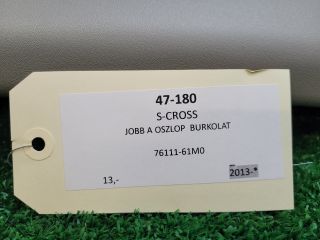 47-180
S-CROSS
JOBB A OSZLOP BURKOLAT
76111-61M0
13,-
2013-*